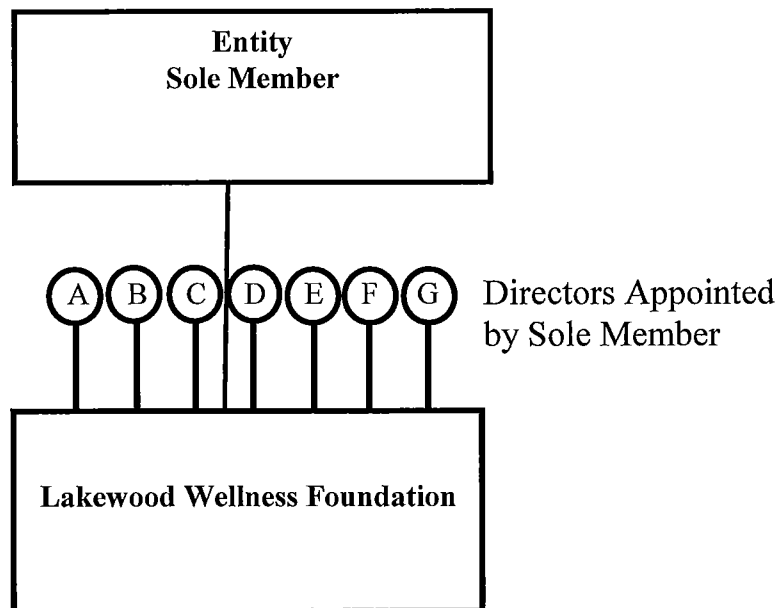 Entity
Sole Member
A B C D E F G
Directors Appointed
by Sole Member
Lakewood Wellness Foundation